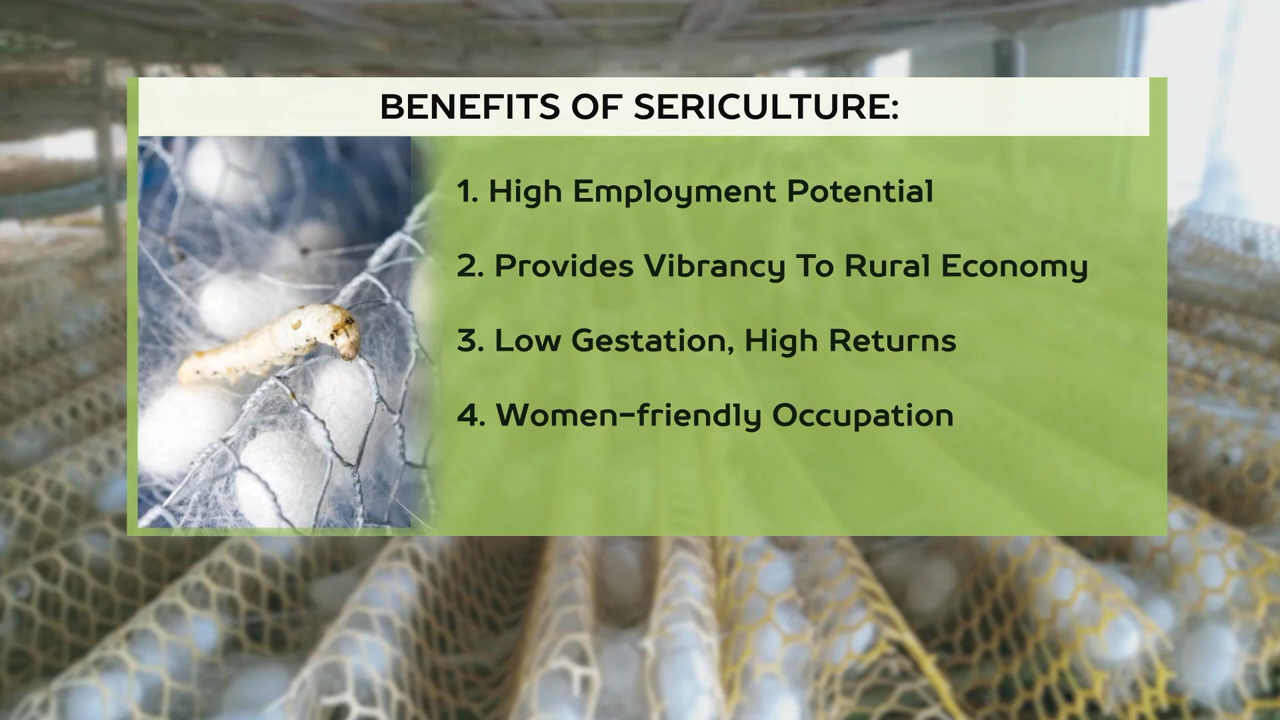 BENEFITS OF SERICULTURE:
1. High Employment Potential
2. Provides Vibrancy To Rural Economy
3. Low Gestation, High Returns
4. Women-friendly Occupation